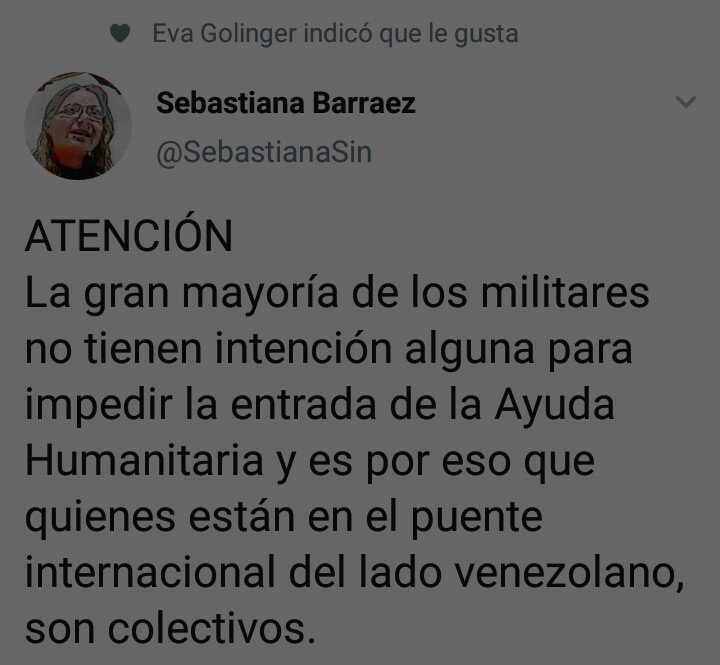 Eva Golinger indicó que le gusta
Sebastiana Barraez
@SebastianaSin
ATENCIÓN
La gran mayoría de los militares
no tienen intención alguna para
impedir la entrada de la Ayuda
Humanitaria y es por eso que
quienes están en el puente
internacional del lado venezolano,
son colectivos.